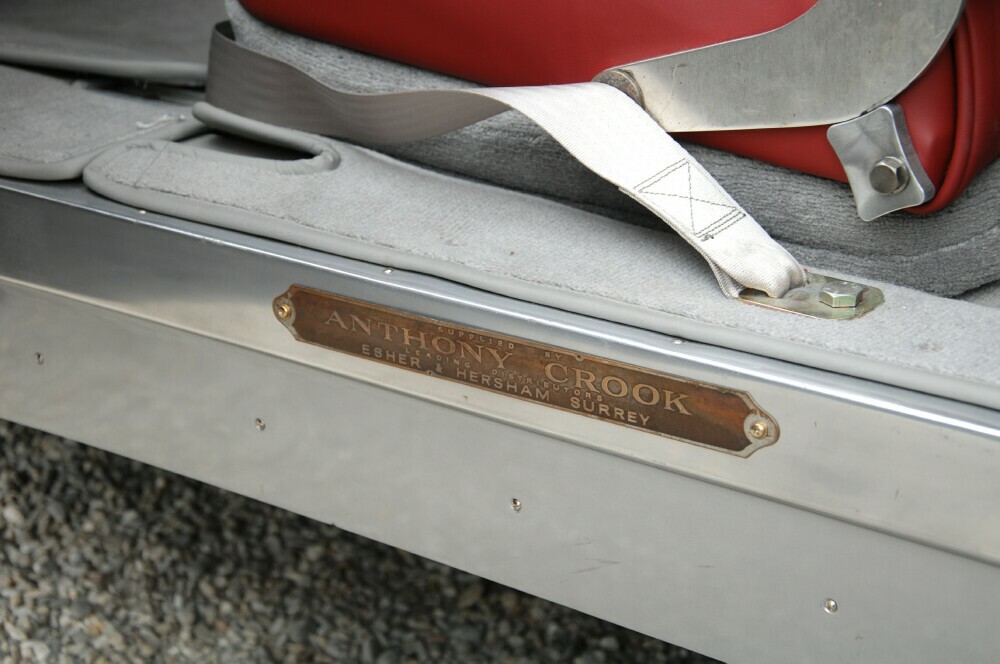 SUPPLIED BY
ANTHONY CROOK
LEADING DISTRIBUTORS
ESHER & HERSHAM SURREY